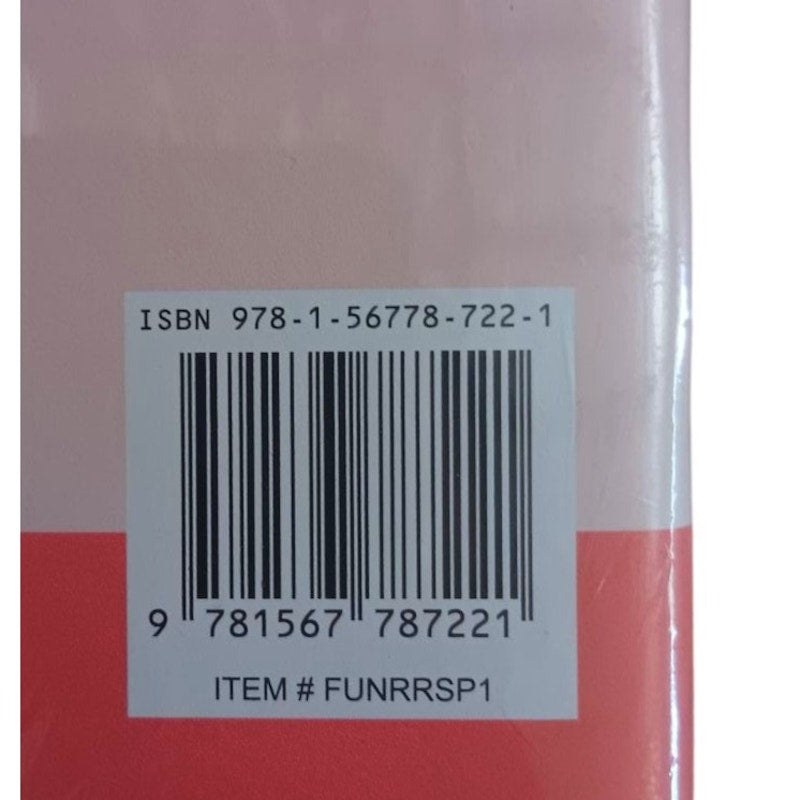 ISBN 978-1-56778-722-1
9 781567 787221
ITEM # FUNRRSP1